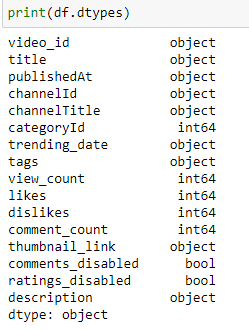 print(df.dtypes)
video_id object
title object
publishedAt object
channelId object
channelTitle object
categoryId int64
trending_date object
tags object
view_count int64
likes int64
dislikes int64
comment_count int64
thumbnail_link object
comments_disabled bool
ratings_disabled bool
description object
dtype: object